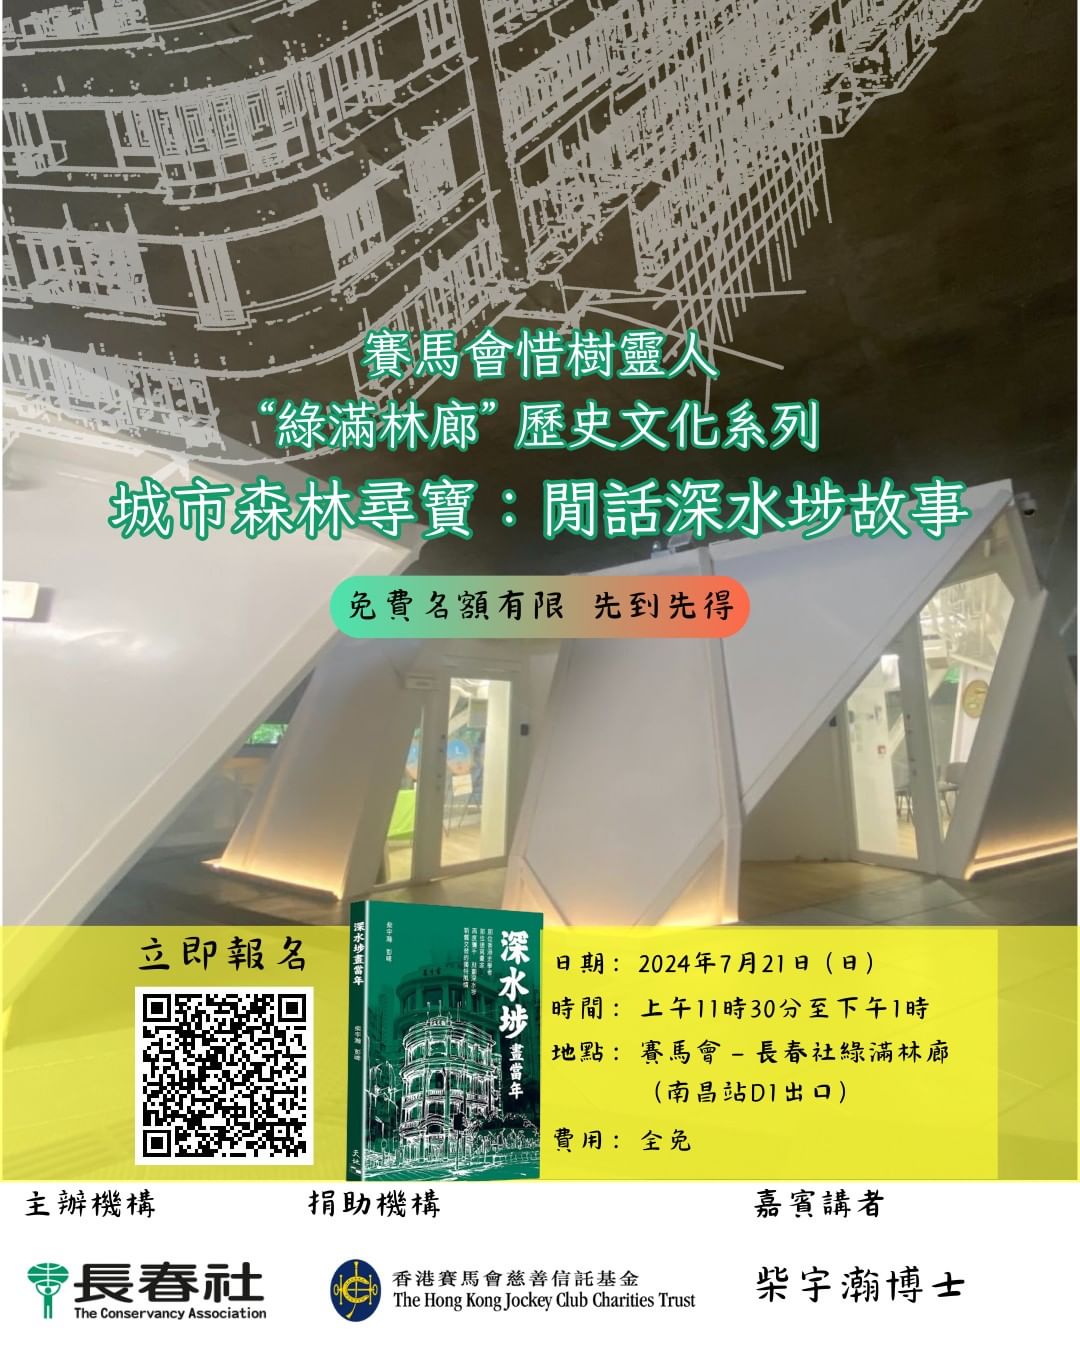 賽馬會惜樹靈人
“綠滿林廊” 歷史文化系列
城市森林尋寶：閒話深水埗故事
免費名額有限 先到先得
立即報名
深水埗畫當年
柴宇瀚 彭啤
深水埗
畫當年
天地
日期： 2024年7月21日（日）
時間： 上午11時30分至下午1時
地點： 賽馬會 – 長春社綠滿林廊
（南昌站D1出口）
費用： 全免
主辦機構
捐助機構
嘉賓講者
長春社
The Conservancy Association
香港賽馬會慈善信託基金
The Hong Kong Jockey Club Charities Trust
柴宇瀚博士